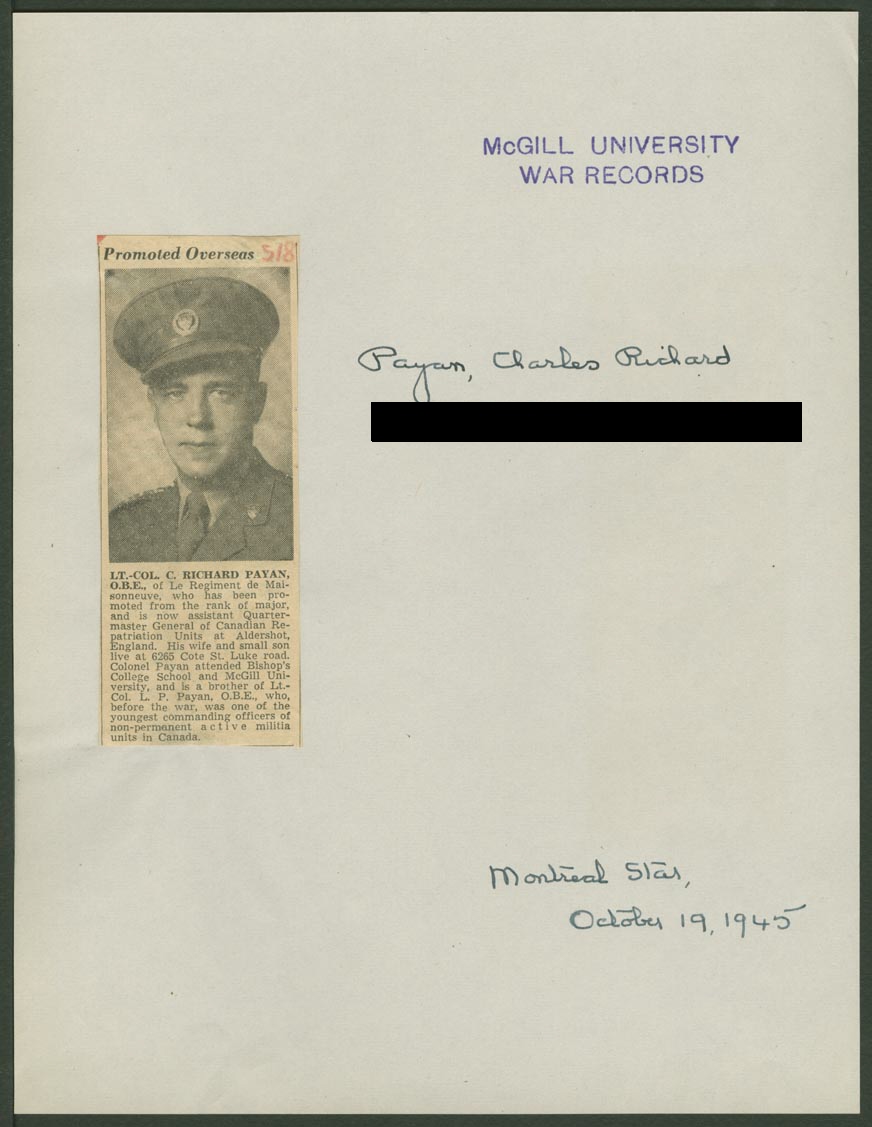 McGILL UNIVERSITY
WAR RECORDS
Promoted Overseas 5/8
Payan, Charles Richard
LT.-COL. C. RICHARD PAYAN,
O.B.E., of Le Regiment de Mai-
sonneuve, who has been pro-
moted from the rank of major,
and is now assistant Quarter-
master General of Canadian Re-
patriation Units at Aldershot,
England. His wife and small son
live at 6265 Cote St. Luke road.
Colonel Payan attended Bishop's
College School and McGill Uni-
versity, and is a brother of Lt.-
Col. L. P. Payan, O.B.E., who,
before the war, was one of the
youngest commanding officers of
non-permanent active militia
units in Canada.
Montreal Star,
October 19, 1945